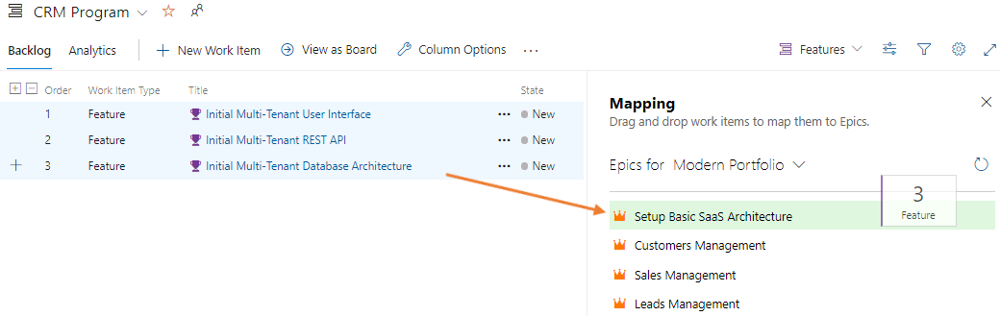 CRM Program
Backlog Analytics New Work Item View as Board Column Options ... Features
Order Work Item Type Title State
1 Feature Initial Multi-Tenant User Interface ... New
2 Feature Initial Multi-Tenant REST API ... New
3 Feature Initial Multi-Tenant Database Architecture ... New
Mapping
Drag and drop work items to map them to Epics.
Epics for Modern Portfolio
3
Feature
Setup Basic SaaS Architecture
Customers Management
Sales Management
Leads Management